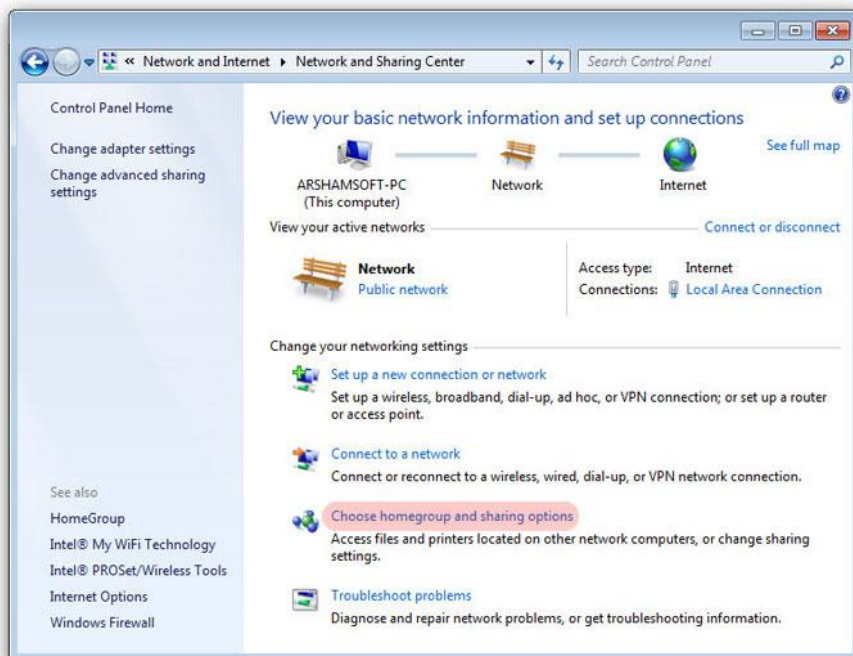 « Network and Internet ▸ Network and Sharing Center
Search Control Panel
Control Panel Home
Change adapter settings
Change advanced sharing
settings
See also
HomeGroup
Intel® My WiFi Technology
Intel® PROSet/Wireless Tools
Internet Options
Windows Firewall
View your basic network information and set up connections
See full map
ARSHAMSOFT-PC
(This computer)
Network
Internet
View your active networks
Connect or disconnect
Network
Public network
Access type: Internet
Connections: Local Area Connection
Change your networking settings
Set up a new connection or network
Set up a wireless, broadband, dial-up, ad hoc, or VPN connection; or set up a router
or access point.
Connect to a network
Connect or reconnect to a wireless, wired, dial-up, or VPN network connection.
Choose homegroup and sharing options
Access files and printers located on other network computers, or change sharing
settings.
Troubleshoot problems
Diagnose and repair network problems, or get troubleshooting information.